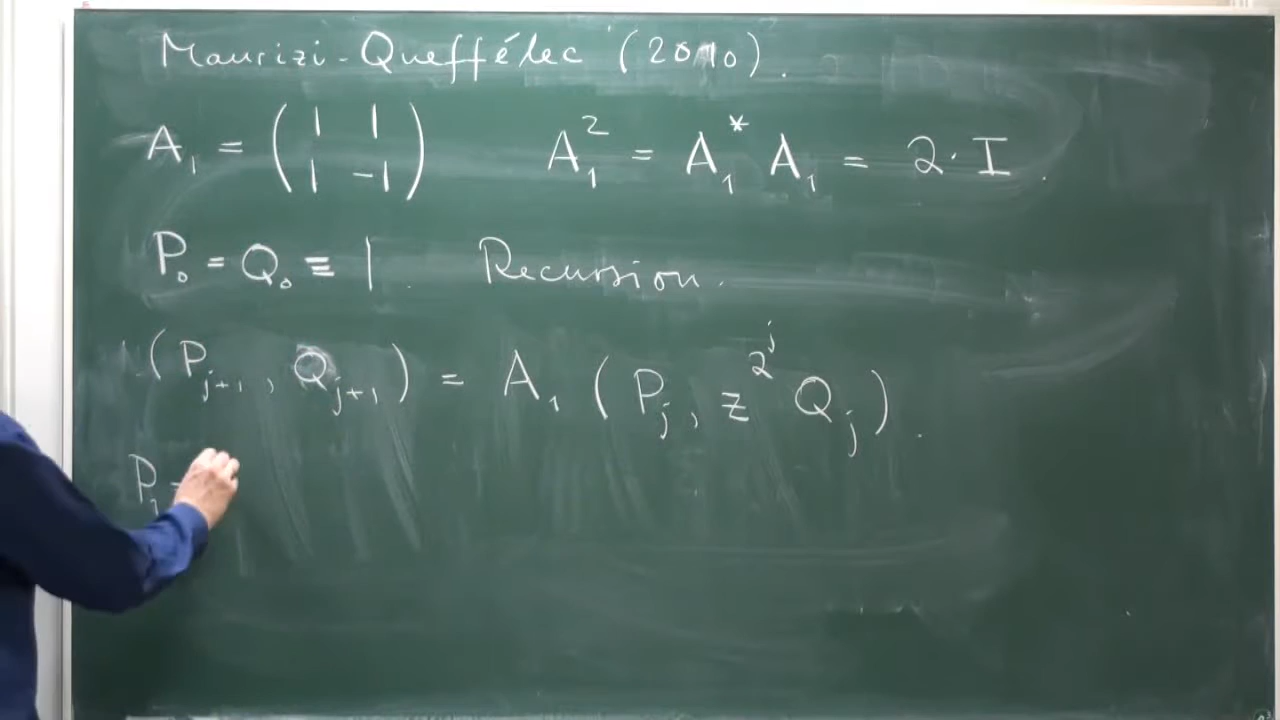 Maurizi-Queffélec (2010).
A₁ = ( 1 1 ; 1 -1 ) A₁² = A₁* A₁ = 2·I.
P₀ = Q₀ ≡ 1. Recursion.
(P_{j+1}, Q_{j+1}) = A₁ (P_j, z^{2^j} Q_j).
P₁ =